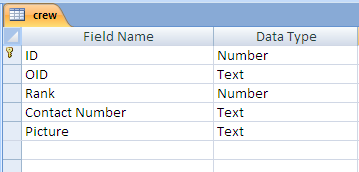 crew
Field Name Data Type
ID Number
OID Text
Rank Number
Contact Number Text
Picture Text